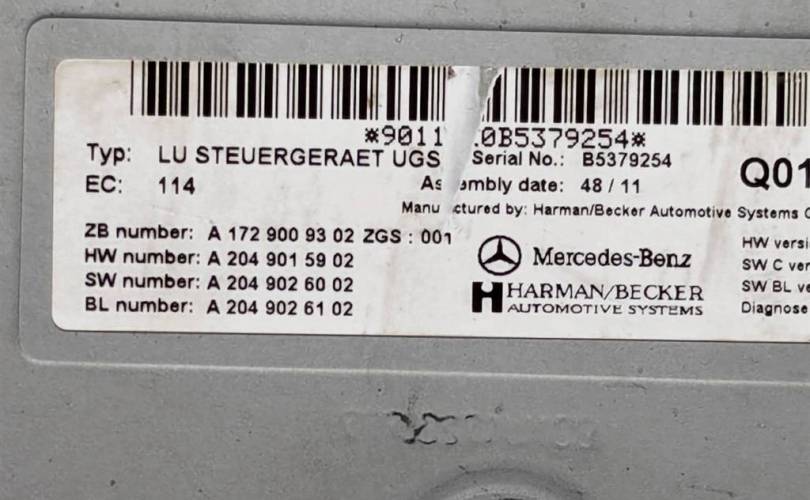 *9011 .0B5379254*
Typ: LU STEUERGERAET UGS Serial No.: B5379254
EC: 114 As mbly date: 48 / 11
Q01
Manu ctured by: Harman/Becker Automotive Systems
ZB number: A 172 900 93 02 ZGS : 001
HW number: A 204 901 59 02
SW number: A 204 902 60 02
BL number: A 204 902 61 02
Mercedes-Benz
HARMAN/BECKER
AUTOMOTIVE SYSTEMS
HW versi
SW C ver
SW BL ve
Diagnose